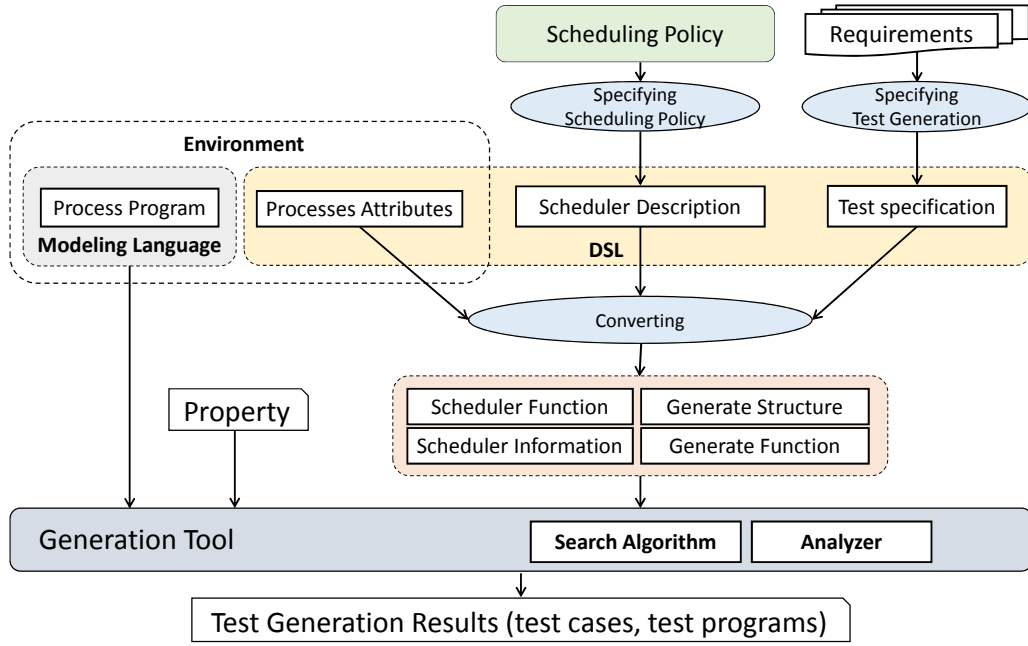 Scheduling Policy
Requirements
Specifying
Scheduling Policy
Specifying
Test Generation
Environment
Process Program
Processes Attributes
Scheduler Description
Test specification
Modeling Language
DSL
Converting
Property
Scheduler Function
Generate Structure
Scheduler Information
Generate Function
Generation Tool
Search Algorithm
Analyzer
Test Generation Results (test cases, test programs)